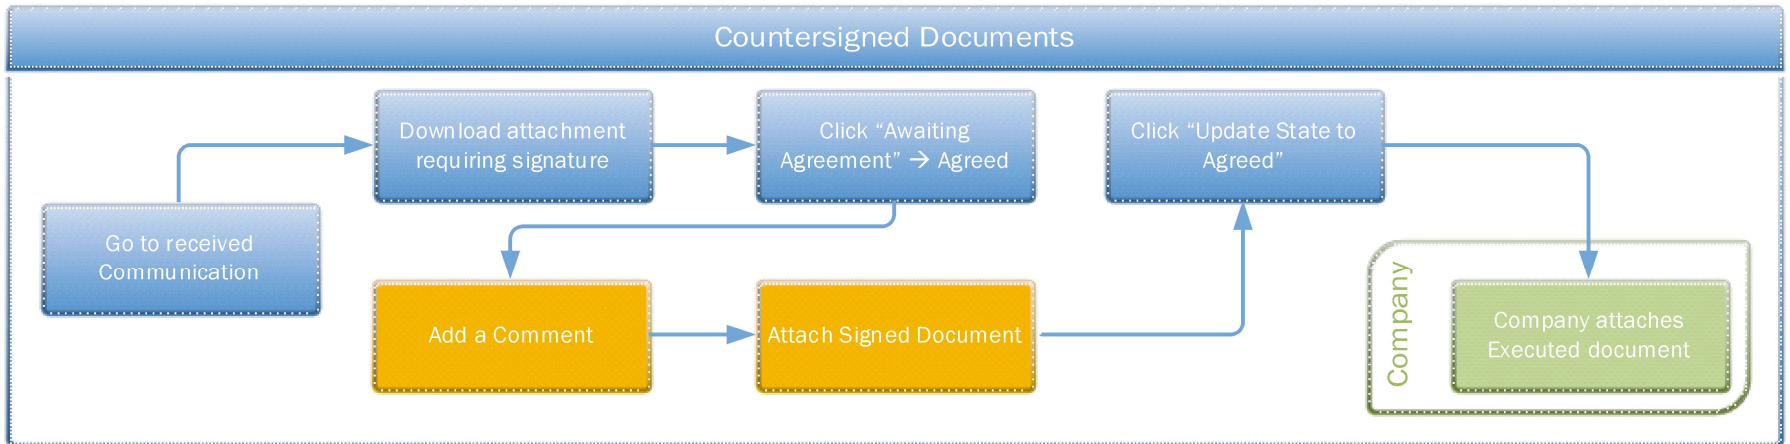 Countersigned Documents
Go to received
Communication
Download attachment
requiring signature
Click “Awaiting
Agreement” → Agreed
Add a Comment
Attach Signed Document
Click “Update State to
Agreed”
Company
Company attaches
Executed document